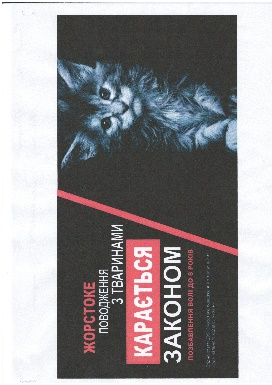 ЖОРСТОКЕ
ПОВОДЖЕННЯ
З ТВАРИНАМИ
КАРАЄТЬСЯ
ЗАКОНОМ
ПОЗБАВЛЕННЯ ВОЛІ ДО 8 РОКІВ